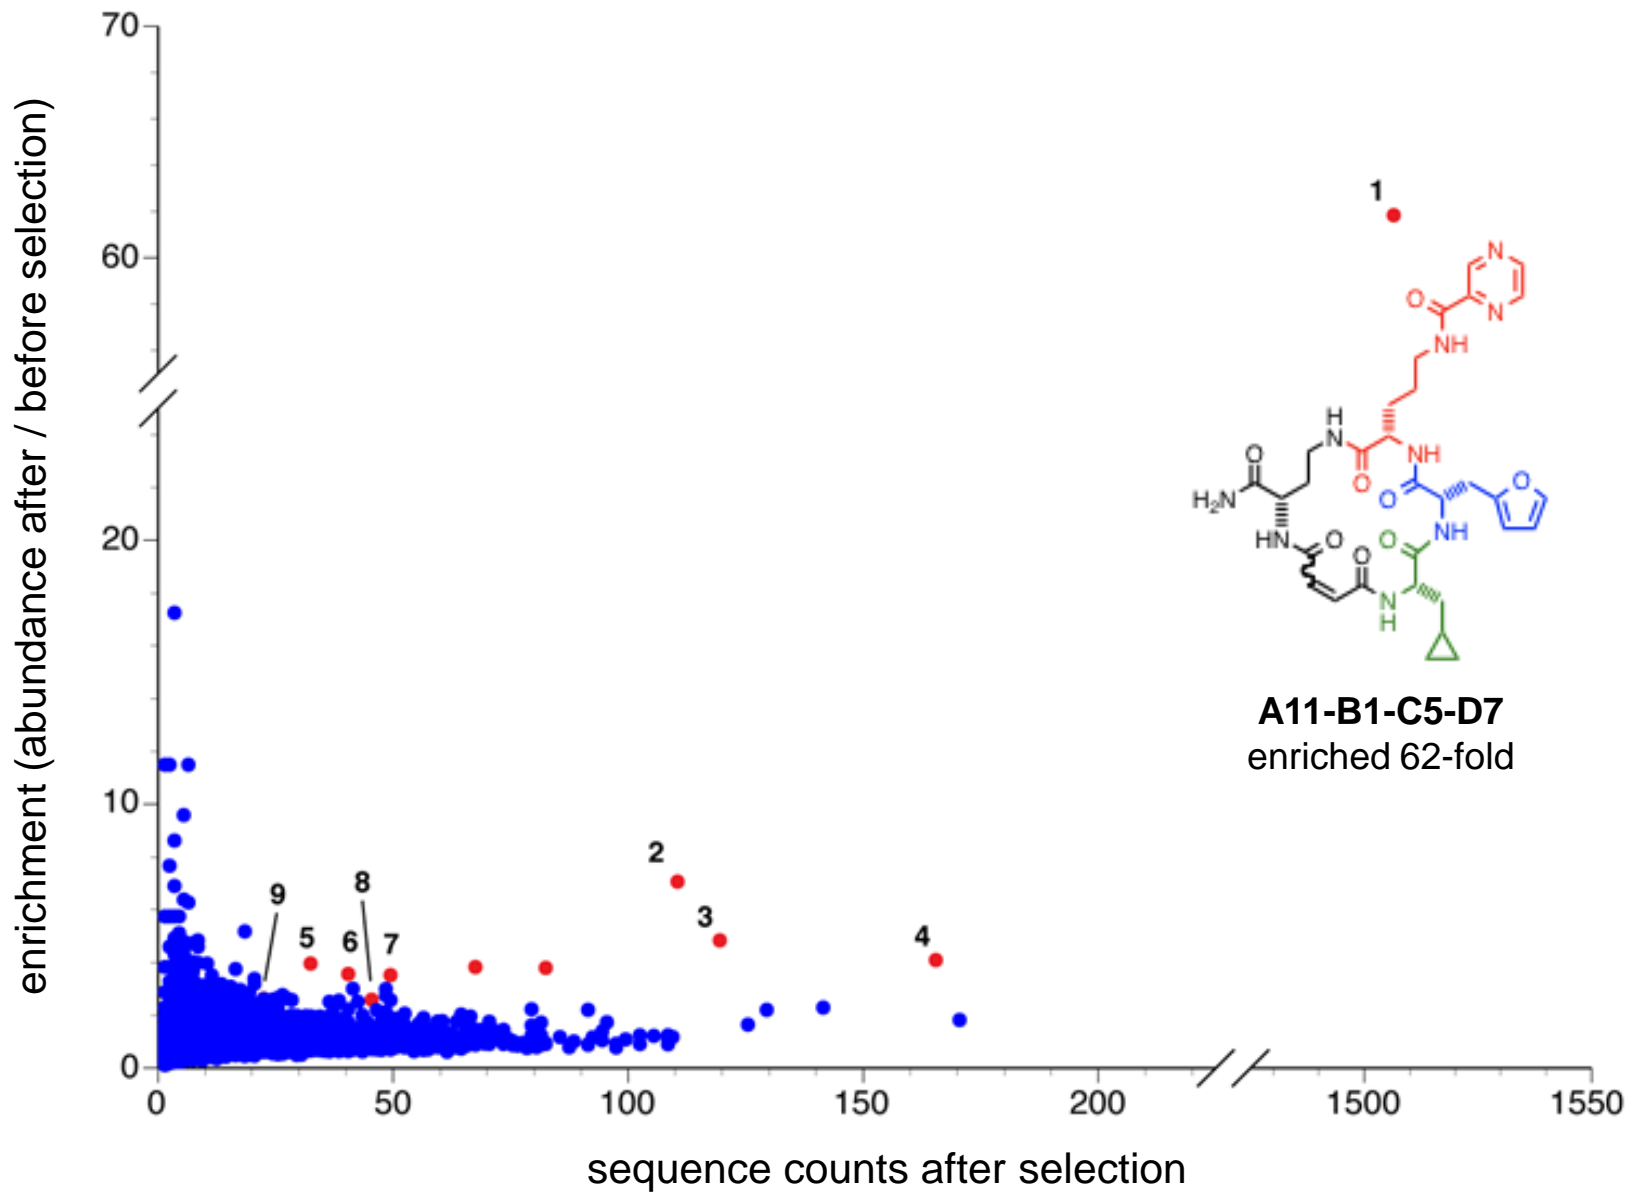 enrichment (abundance after / before selection)
70
60
20
10
0
0
50
100
150
200
1500
1550
sequence counts after selection
1
2
3
4
5
6
7
8
9
N
N
O
NH
H
N
O
O
NH
H₂N
O
O
NH
HN
O
O
O
N
H
A11-B1-C5-D7
enriched 62-fold